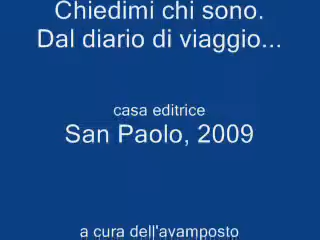 Chiedimi chi sono.
Dal diario di viaggio...
casa editrice
San Paolo, 2009
a cura dell'avamposto